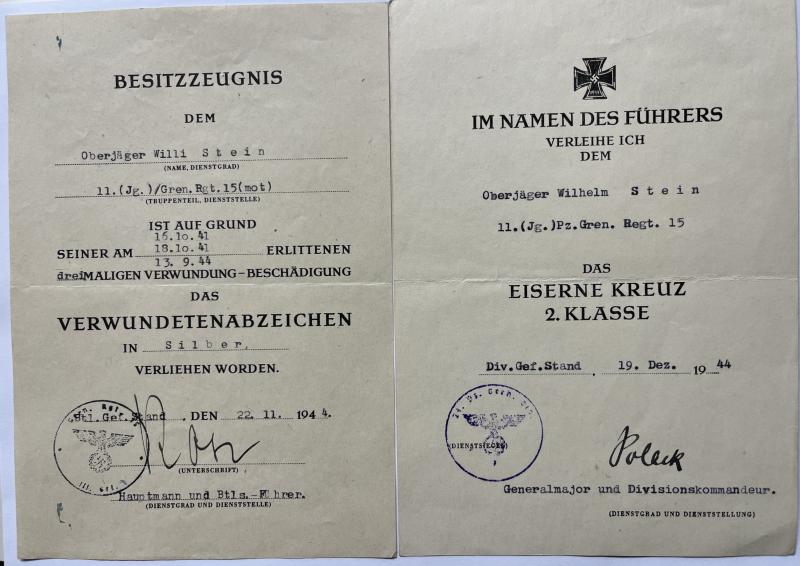 BESITZZEUGNIS
DEM
Oberjäger Willi Stein
(NAME, DIENSTGRAD)
11.(Jg.)/Gren.Rgt.15(mot)
(TRUPPENTEIL, DIENSTSTELLE)
IST AUF GRUND
16.10.41
SEINER AM 18.10.41 ERLITTENEN
13. 9.44
dreiMALIGEN VERWUNDUNG–BESCHÄDIGUNG
DAS
VERWUNDETENABZEICHEN
IN Silber.
VERLIEHEN WORDEN.
Btl.Gef.Stand, DEN 22.11. 1944.
(UNTERSCHRIFT)
Hauptmann und Btls.-Führer.
(DIENSTGRAD UND DIENSTSTELLE)
IM NAMEN DES FÜHRERS
VERLEIHE ICH
DEM
Oberjäger Wilhelm Stein
11.(Jg.)Pz.Gren. Regt. 15
DAS
EISERNE KREUZ
2. KLASSE
Div.Gef.Stand, 19. Dez. 1944
(DIENSTSIEGEL)
Poleck
Generalmajor und Divisionskommandeur.
(DIENSTGRAD UND DIENSTSTELLUNG)